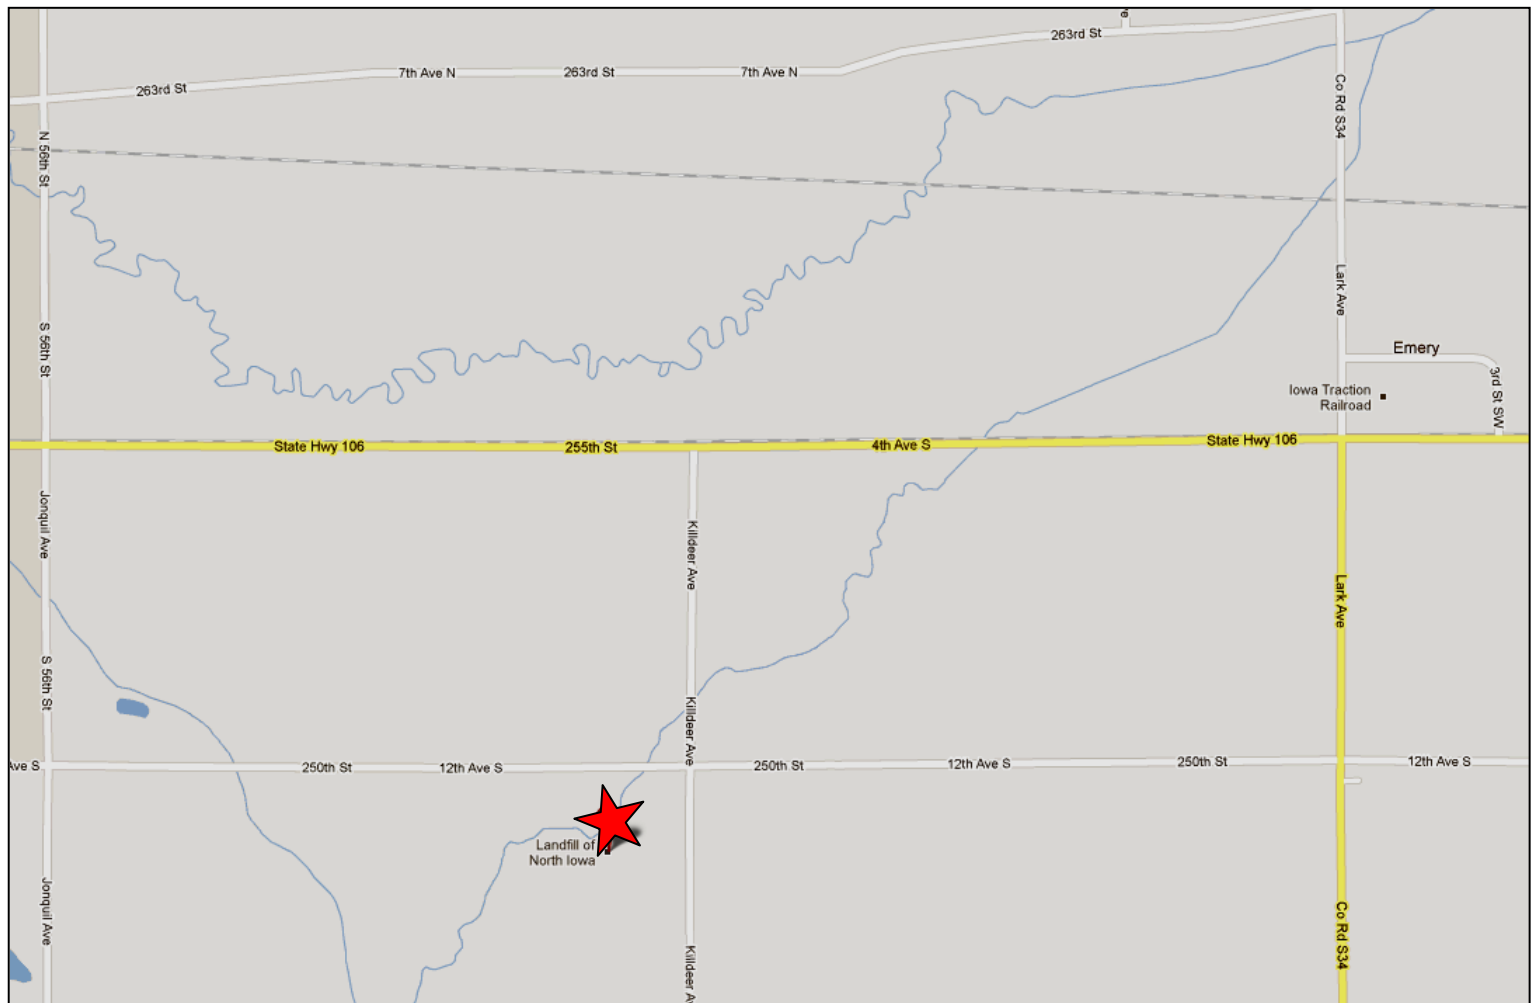 263rd St
7th Ave N
263rd St
7th Ave N
263rd St
N 56th St
Co Rd S34
S 56th St
Lark Ave
Emery
3rd St SW
Iowa Traction
Railroad
State Hwy 106
255th St
4th Ave S
State Hwy 106
Jonquil Ave
Killdeer Ave
Lark Ave
S 56th St
Killdeer Ave
Ave S
250th St
12th Ave S
250th St
12th Ave S
250th St
12th Ave S
Landfill of
North Iowa
Jonquil Ave
Killdeer A
Co Rd S34